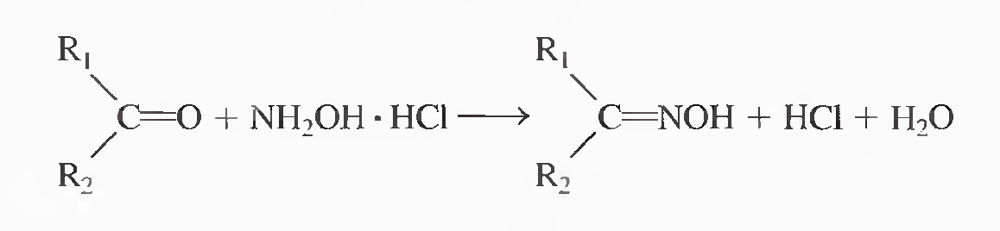 R₁ R₁
C=O + NH₂OH · HCl ⟶ C=NOH + HCl + H₂O
R₂ R₂